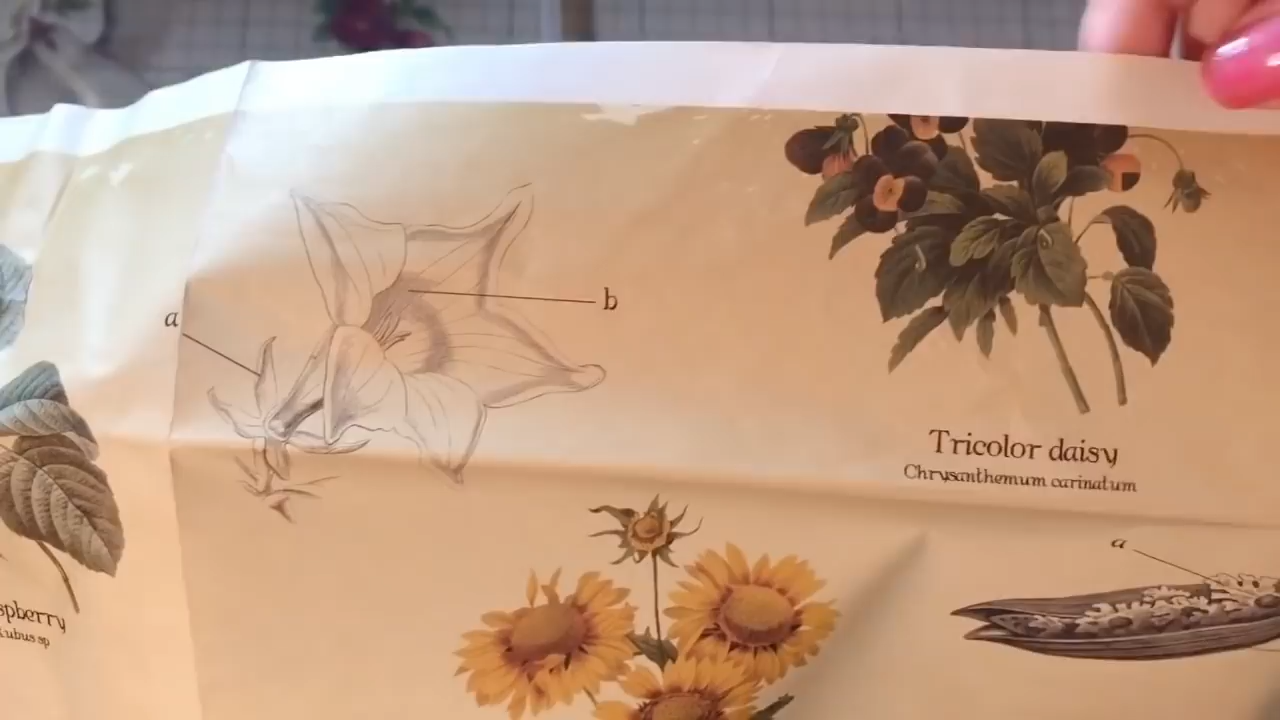 a
b
Tricolor daisy
Chrysanthemum carinatum
a
spberry
ubus sp